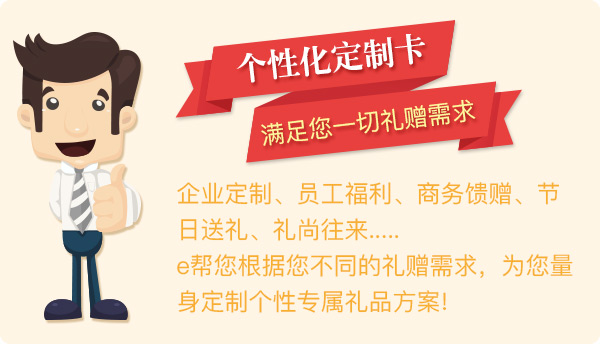 个性化定制卡
满足您一切礼赠需求
企业定制、员工福利、商务馈赠、节
日送礼、礼尚往来.....
e帮您根据您不同的礼赠需求，为您量
身定制个性专属礼品方案!